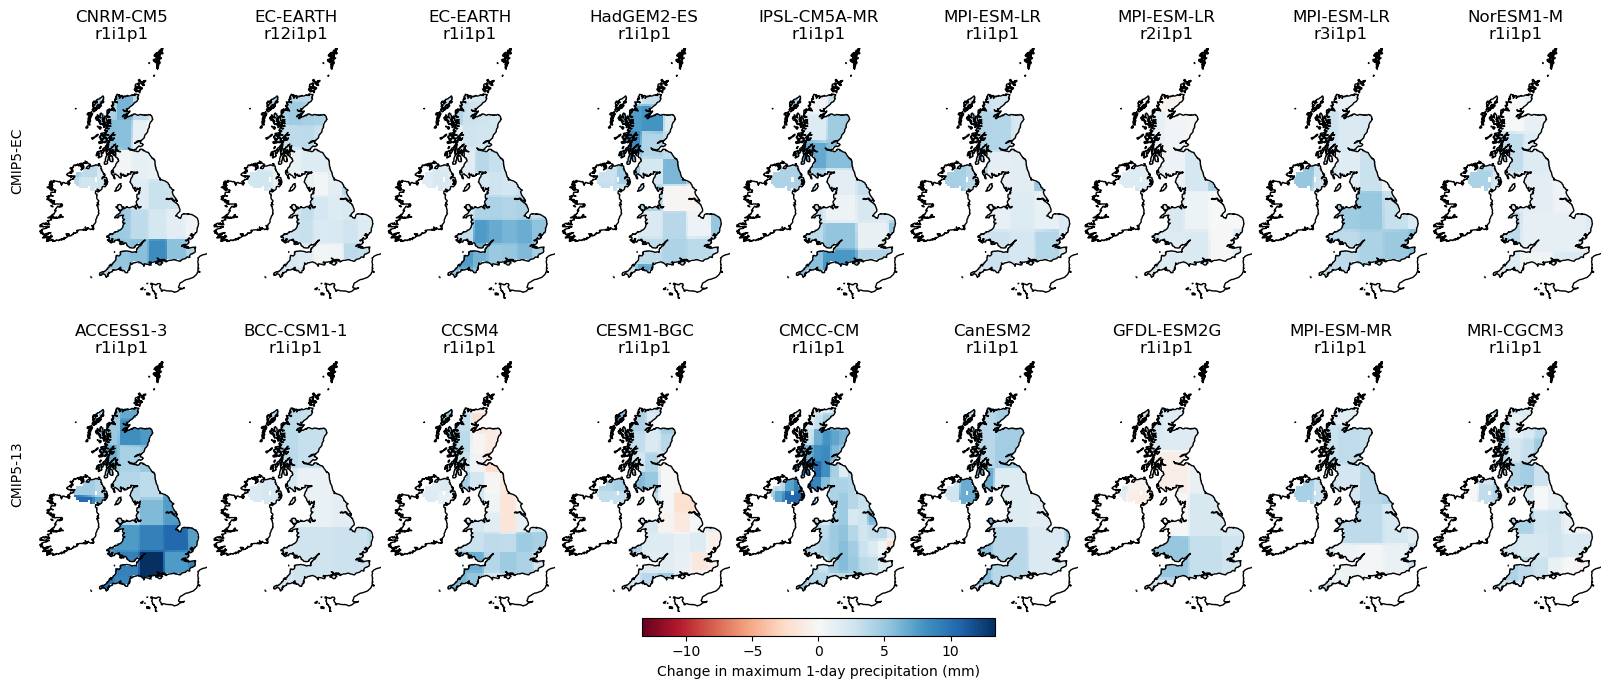 CNRM-CM5 EC-EARTH EC-EARTH HadGEM2-ES IPSL-CM5A-MR MPI-ESM-LR MPI-ESM-LR MPI-ESM-LR NorESM1-M
r1i1p1 r12i1p1 r1i1p1 r1i1p1 r1i1p1 r1i1p1 r2i1p1 r3i1p1 r1i1p1
CMIP5-EC
ACCESS1-3 BCC-CSM1-1 CCSM4 CESM1-BGC CMCC-CM CanESM2 GFDL-ESM2G MPI-ESM-MR MRI-CGCM3
r1i1p1 r1i1p1 r1i1p1 r1i1p1 r1i1p1 r1i1p1 r1i1p1 r1i1p1 r1i1p1
CMIP5-13
−10 −5 0 5 10
Change in maximum 1-day precipitation (mm)